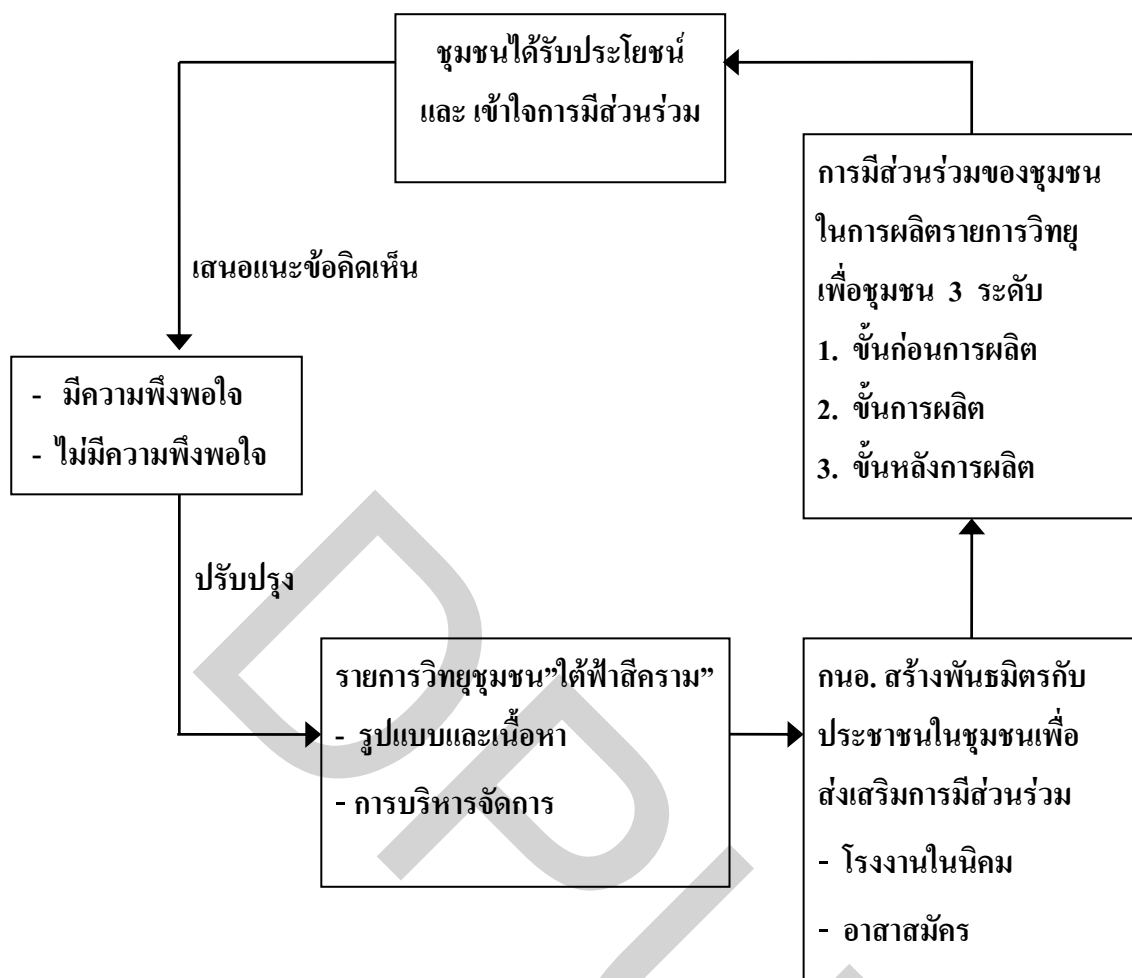 ชุมชนได้รับประโยชน์
และ เข้าใจการมีส่วนร่วม
การมีส่วนร่วมของชุมชน
ในการผลิตรายการวิทยุ
เพื่อชุมชน 3 ระดับ
1. ขั้นก่อนการผลิต
2. ขั้นการผลิต
3. ขั้นหลังการผลิต
เสนอแนะข้อคิดเห็น
- มีความพึงพอใจ
- ไม่มีความพึงพอใจ
ปรับปรุง
รายการวิทยุชุมชน”ใต้ฟ้าสีคราม”
- รูปแบบและเนื้อหา
- การบริหารจัดการ
กนอ. สร้างพันธมิตรกับ
ประชาชนในชุมชนเพื่อ
ส่งเสริมการมีส่วนร่วม
- โรงงานในนิคม
- อาสาสมัคร